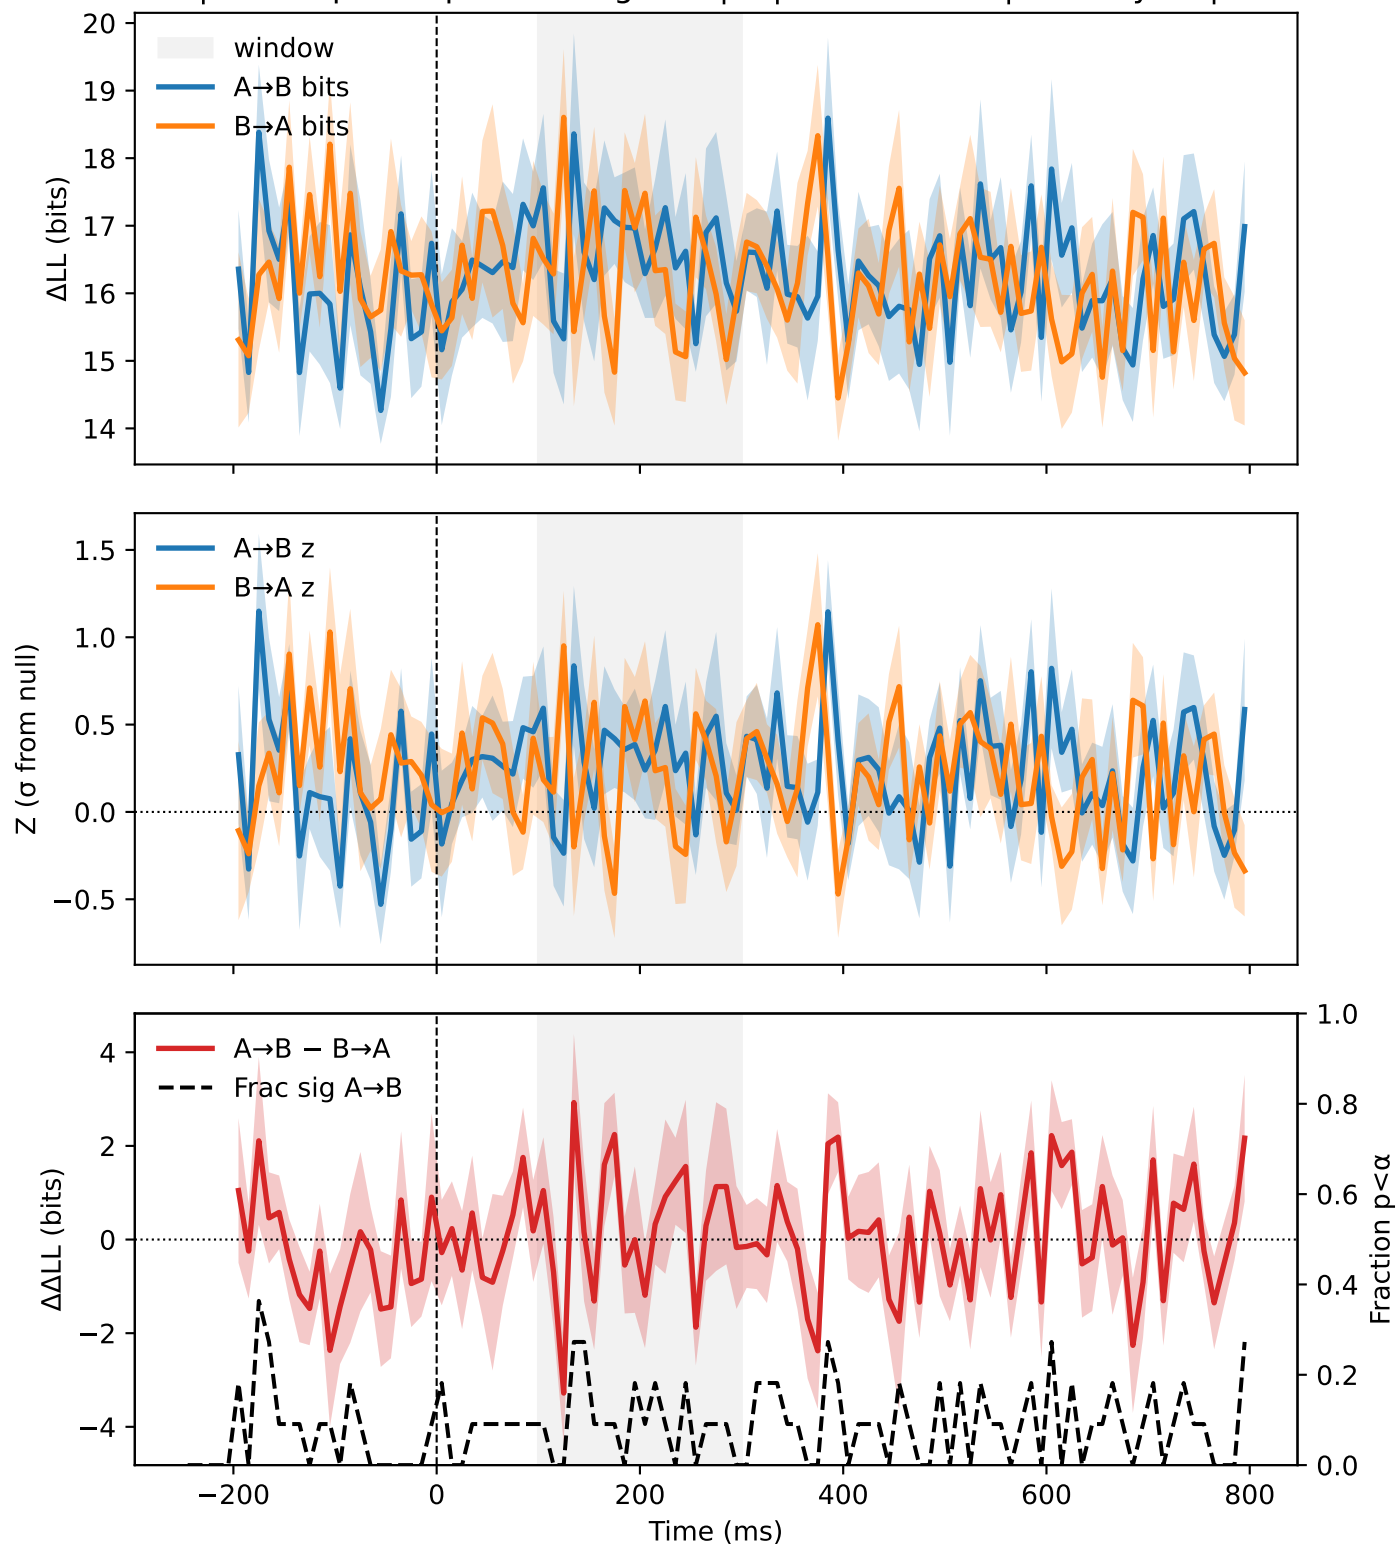 20
19
18
17
16
15
14
ΔLL (bits)
window
A→B bits
B→A bits
1.5
1.0
0.5
0.0
−0.5
Z (σ from null)
A→B z
B→A z
4
2
0
−2
−4
ΔΔLL (bits)
A→B − B→A
Frac sig A→B
1.0
0.8
0.6
0.4
0.2
0.0
Fraction p<α
−200
0
200
400
600
800
Time (ms)